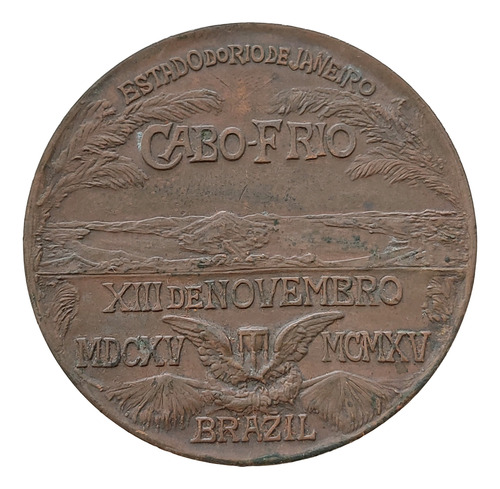 ESTADO DO RIO DE JANEIRO
CABO-FRIO
XIII DE NOVEMBRO
MDCXV MCMXV
BRAZIL